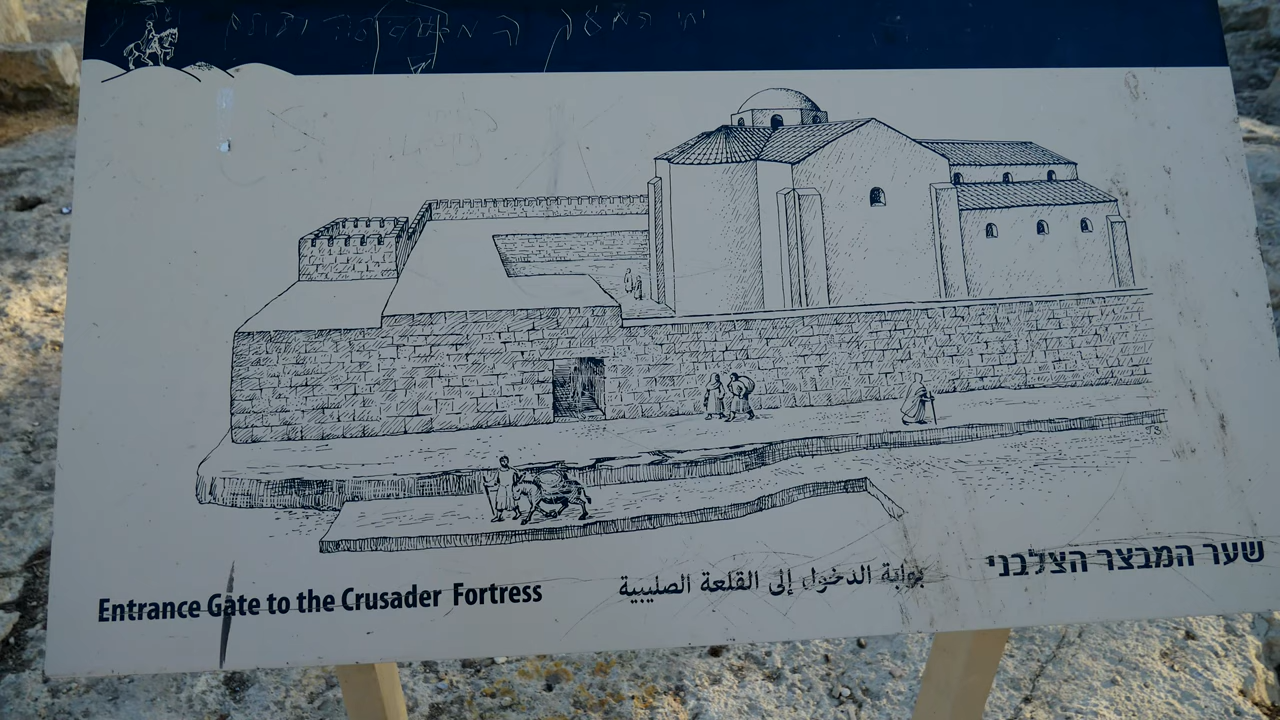 Entrance Gate to the Crusader Fortress
بوابة الدخول إلى القلعة الصليبية
שער המבצר הצלבני